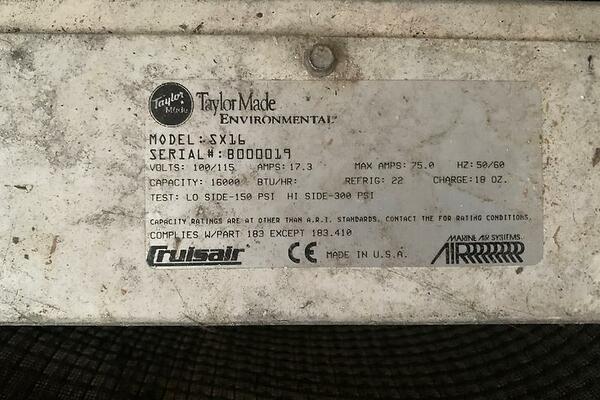 Taylor Made
Taylor Made
ENVIRONMENTAL™
MODEL: SX16
SERIAL#: B000019
VOLTS: 100/115 AMPS: 17.3 MAX AMPS: 75.0 HZ: 50/60
CAPACITY: 16000 BTU/HR: REFRIG: 22 CHARGE: 18 OZ.
TEST: LO SIDE-150 PSI HI SIDE-300 PSI
CAPACITY RATINGS ARE AT OTHER THAN A.R.I. STANDARDS. CONTACT THE FOR RATING CONDITIONS.
COMPLIES W/PART 183 EXCEPT 183.410
Cruisair® CE MADE IN U.S.A. MARINE AIR SYSTEMS
AIRRRRRRR